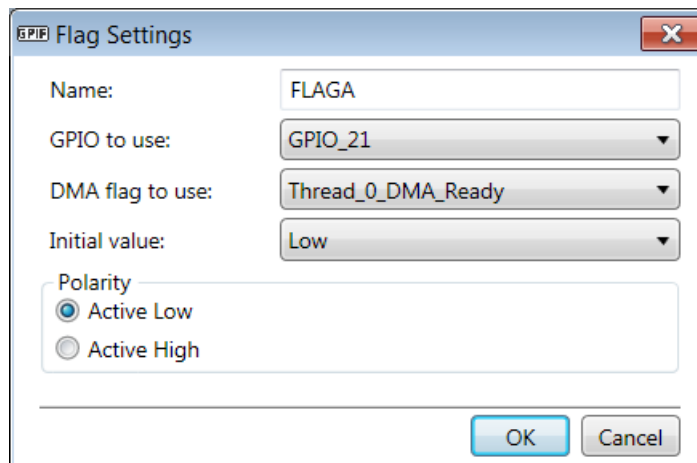 GPIF Flag Settings
Name: FLAGA
GPIO to use: GPIO_21
DMA flag to use: Thread_0_DMA_Ready
Initial value: Low
Polarity
Active Low
Active High
OK Cancel